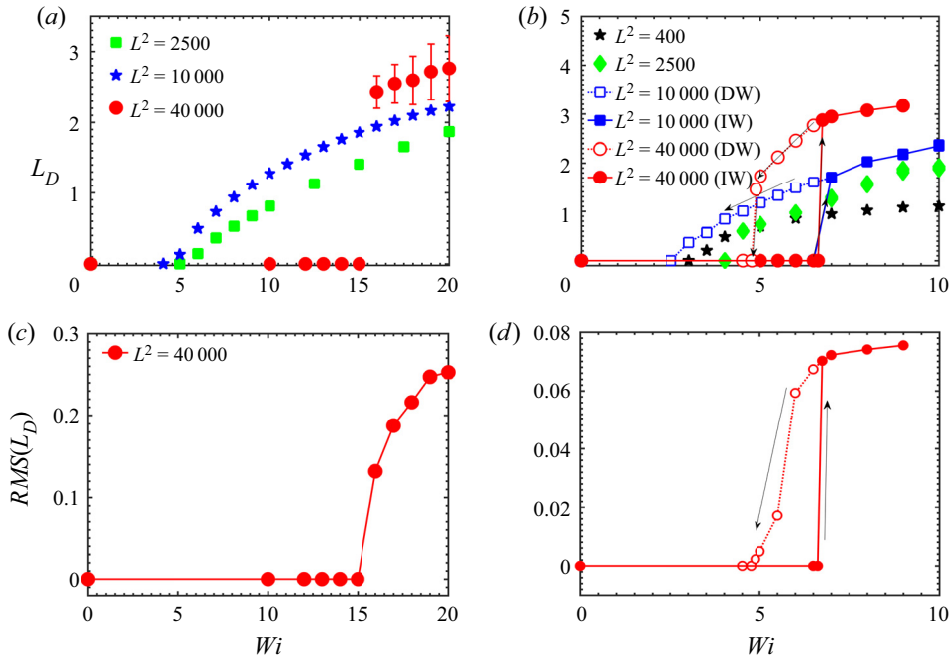 (a)
L² = 2500
L² = 10 000
L² = 40 000
L_D
3
2
1
0
5
10
15
20
(b)
L² = 400
L² = 2500
L² = 10 000 (DW)
L² = 10 000 (IW)
L² = 40 000 (DW)
L² = 40 000 (IW)
5
4
3
2
1
0
5
10
(c)
L² = 40 000
RMS(L_D)
0.3
0.2
0.1
0
0
5
10
15
20
Wi
(d)
0.08
0.06
0.04
0.02
0
0
5
10
Wi